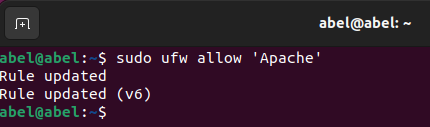 abel@abel: ~
abel@abel:~$ sudo ufw allow 'Apache'
Rule updated
Rule updated (v6)
abel@abel:~$